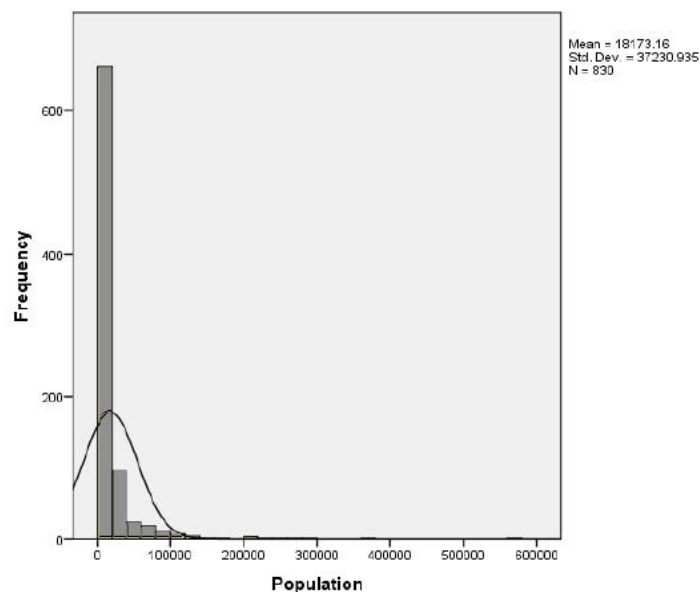 Mean = 18173.16
Std. Dev. = 37230.935
N = 830
Frequency
600
400
200
0
0 100000 200000 300000 400000 500000 600000
Population